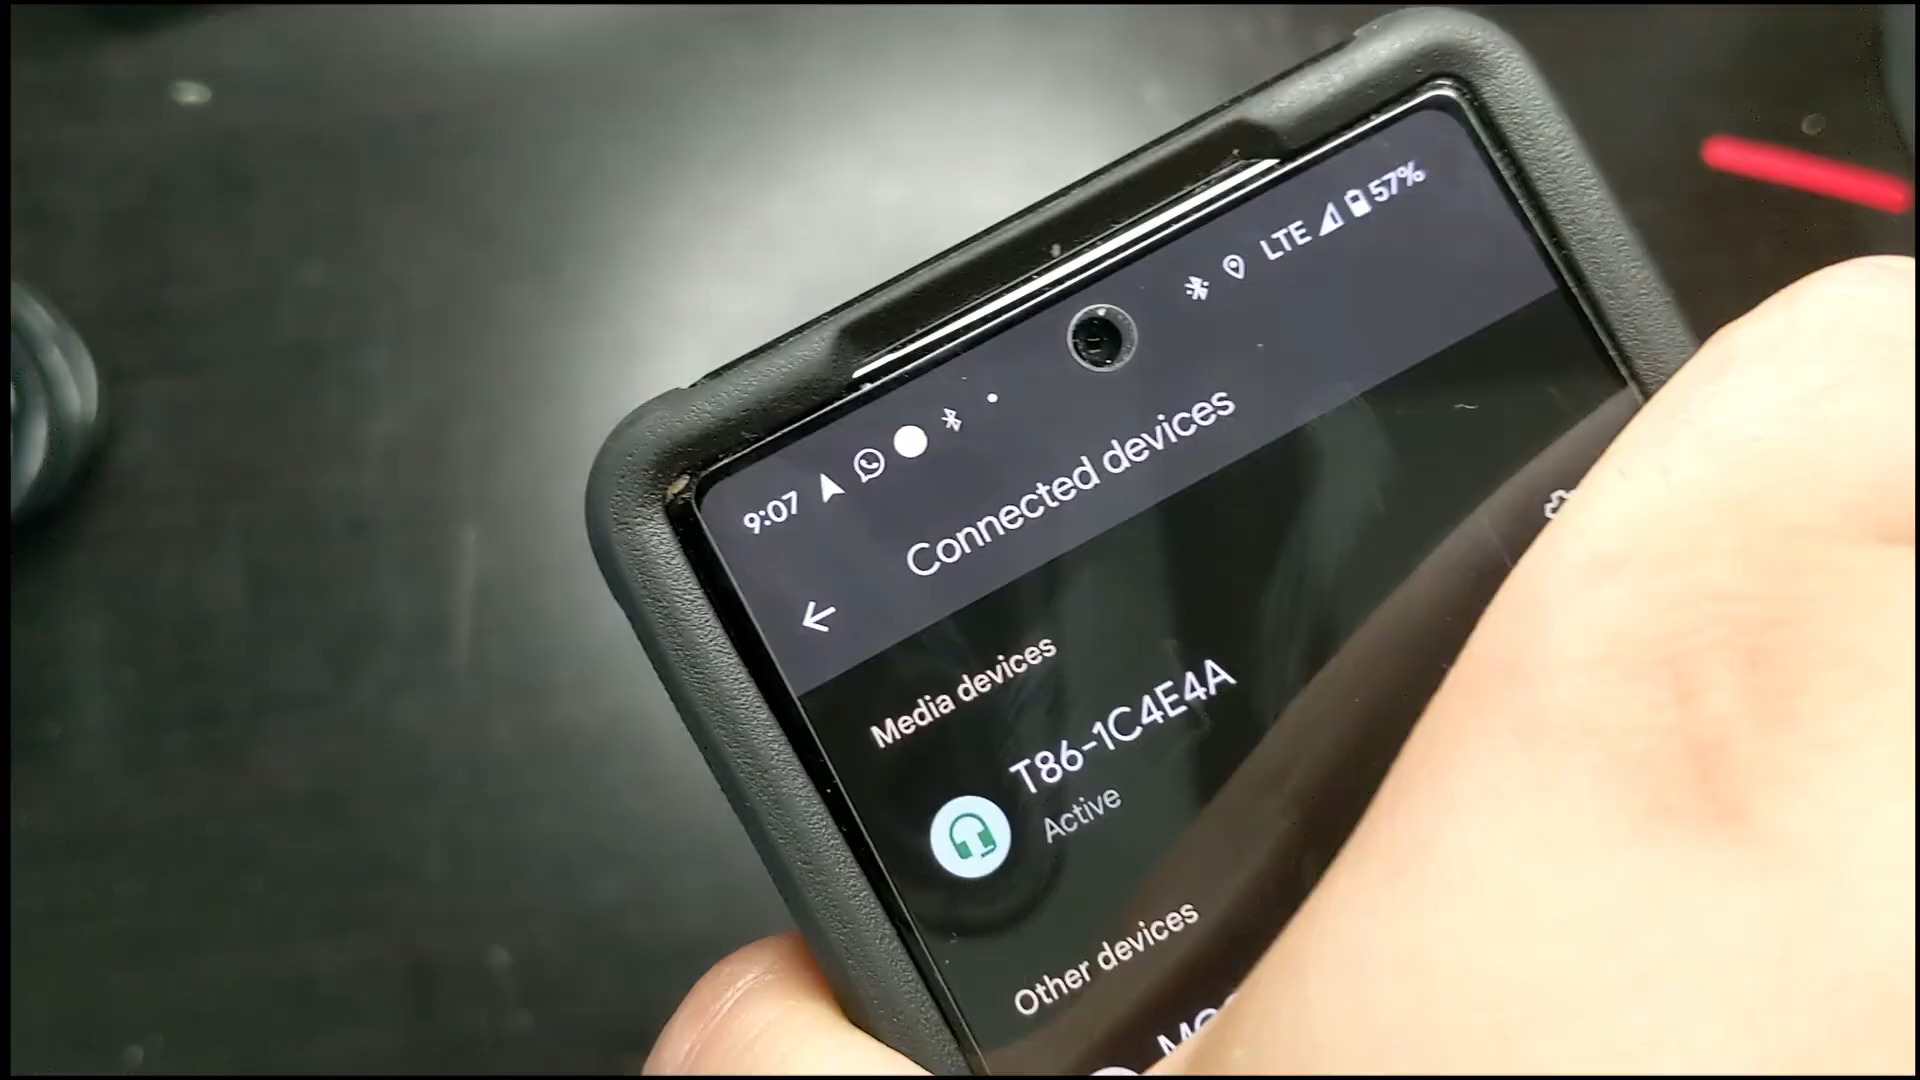 9:07 LTE 57%
Connected devices
Media devices
T86-1C4E4A
Active
Other devices